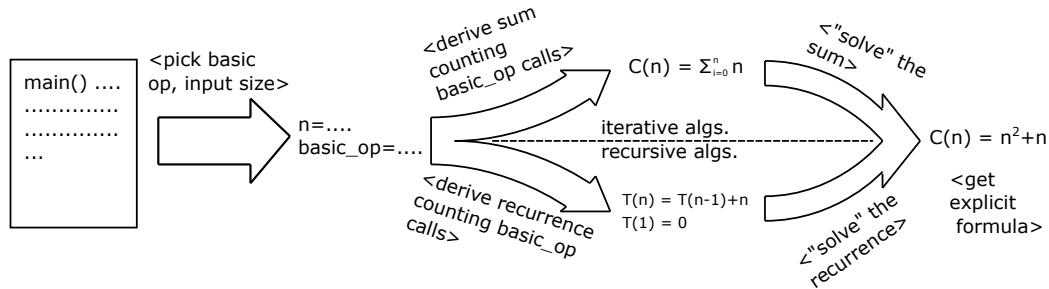 main() ....
..............
..............
...
<pick basic
op, input size>
n=....
basic_op=....
<derive sum
counting
basic_op calls>
C(n) = Σⁿᵢ₌₀ n
iterative algs.
recursive algs.
<derive recurrence
counting basic_op
calls>
T(n) = T(n-1)+n
T(1) = 0
<"solve" the
sum>
<"solve" the
recurrence>
C(n) = n²+n
<get
explicit
formula>